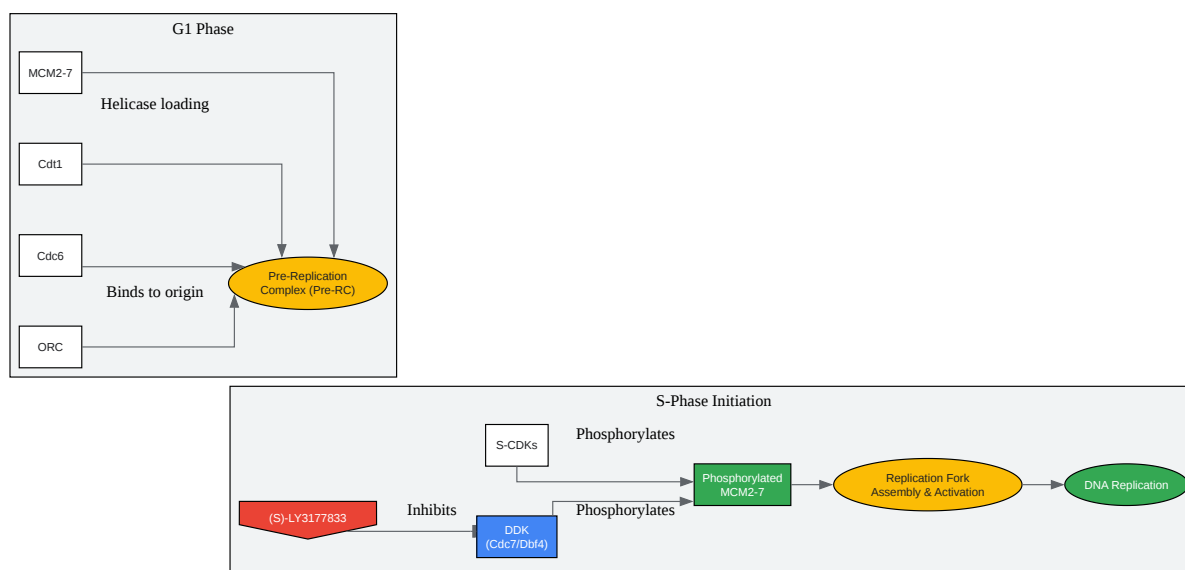 G1 Phase
MCM2-7
Helicase loading
Cdt1
Cdc6
Binds to origin
Pre-Replication
Complex (Pre-RC)
ORC
S-Phase Initiation
S-CDKs
Phosphorylates
Phosphorylated
MCM2-7
Replication Fork
Assembly & Activation
DNA Replication
(S)-LY3177833
Inhibits
DDK
(Cdc7/Dbf4)
Phosphorylates